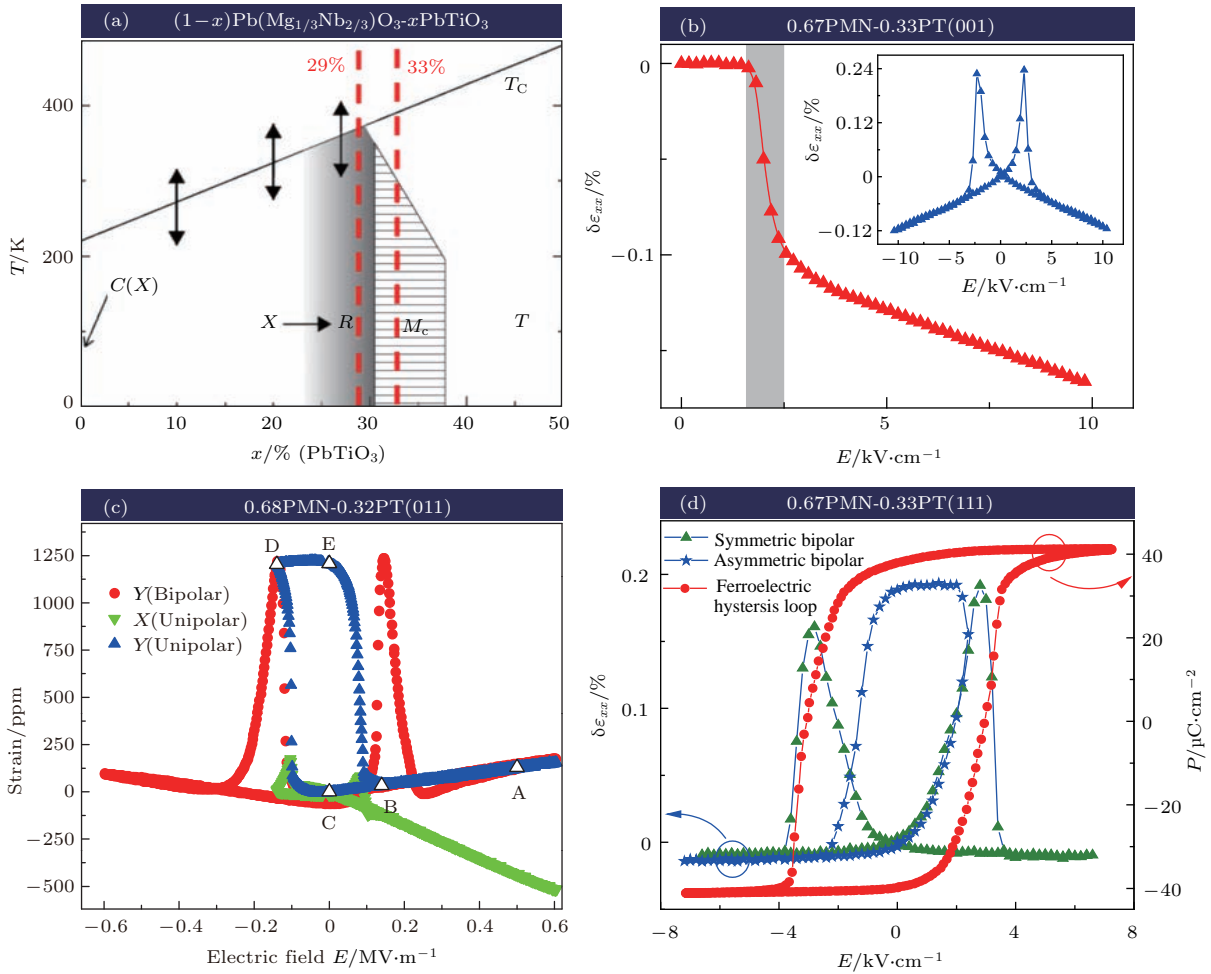 (a) (1-x)Pb(Mg1/3Nb2/3)O3-xPbTiO3
29%
33%
TC
C(X)
X
R
Mc
T
400
200
0
T/K
0 10 20 30 40 50
x/% (PbTiO3)
(b) 0.67PMN-0.33PT(001)
0
-0.1
δεxx/%
0 5 10
E/kV·cm−1
0.24
0.12
0
-0.12
δεxx/%
-10 -5 0 5 10
E/kV·cm−1
(c) 0.68PMN-0.32PT(011)
D
E
Y(Bipolar)
X(Unipolar)
Y(Unipolar)
A
B
C
1250
1000
750
500
250
0
-250
-500
Strain/ppm
-0.6 -0.4 -0.2 0 0.2 0.4 0.6
Electric field E/MV·m−1
(d) 0.67PMN-0.33PT(111)
Symmetric bipolar
Asymmetric bipolar
Ferroelectric
hystersis loop
0.2
0.1
0
δεxx/%
40
20
0
-20
-40
P/μC·cm−2
-8 -4 0 4 8
E/kV·cm−1